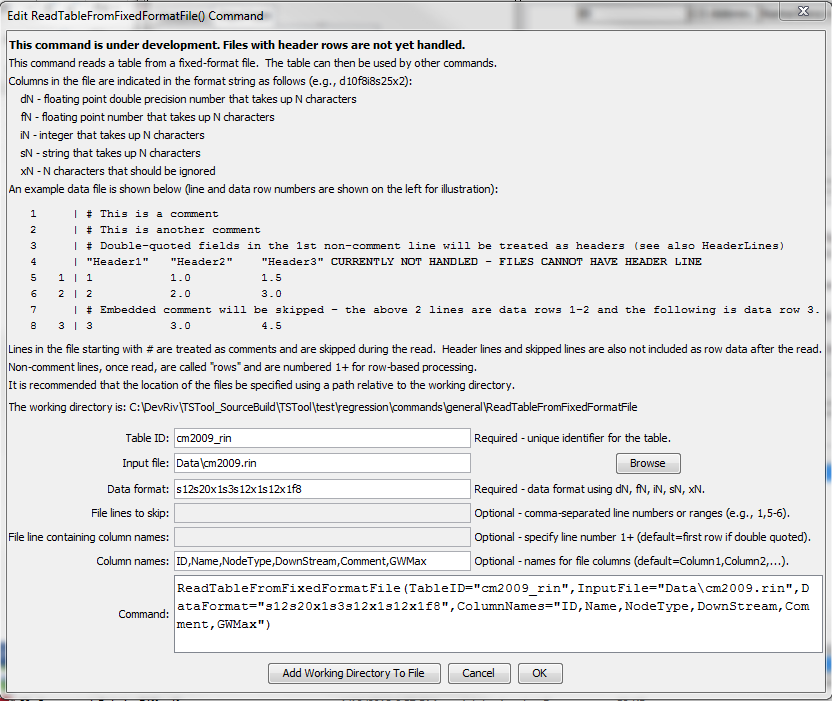 Edit ReadTableFromFixedFormatFile() Command
This command is under development. Files with header rows are not yet handled.
This command reads a table from a fixed-format file. The table can then be used by other commands.
Columns in the file are indicated in the format string as follows (e.g., d10f8i8s25x2):
dN - floating point double precision number that takes up N characters
fN - floating point number that takes up N characters
iN - integer that takes up N characters
sN - string that takes up N characters
xN - N characters that should be ignored
An example data file is shown below (line and data row numbers are shown on the left for illustration):
1 | # This is a comment
2 | # This is another comment
3 | # Double-quoted fields in the 1st non-comment line will be treated as headers (see also HeaderLines)
4 | "Header1" "Header2" "Header3" CURRENTLY NOT HANDLED - FILES CANNOT HAVE HEADER LINE
5 1 | 1 1.0 1.5
6 2 | 2 2.0 3.0
7 | # Embedded comment will be skipped - the above 2 lines are data rows 1-2 and the following is data row 3.
8 3 | 3 3.0 4.5
Lines in the file starting with # are treated as comments and are skipped during the read. Header lines and skipped lines are also not included as row data after the read.
Non-comment lines, once read, are called "rows" and are numbered 1+ for row-based processing.
It is recommended that the location of the files be specified using a path relative to the working directory.
The working directory is: C:\DevRiv\TSTool_SourceBuild\TSTool\test\regression\commands\general\ReadTableFromFixedFormatFile
Table ID: cm2009_rin Required - unique identifier for the table.
Input file: Data\cm2009.rin Browse
Data format: s12s20x1s3s12x1s12x1f8 Required - data format using dN, fN, iN, sN, xN.
File lines to skip: Optional - comma-separated line numbers or ranges (e.g., 1,5-6).
File line containing column names: Optional - specify line number 1+ (default=first row if double quoted).
Column names: ID,Name,NodeType,DownStream,Comment,GWMax Optional - names for file columns (default=Column1,Column2,...).
Command: ReadTableFromFixedFormatFile(TableID="cm2009_rin",InputFile="Data\cm2009.rin",D
ataFormat="s12s20x1s3s12x1s12x1f8",ColumnNames="ID,Name,NodeType,DownStream,Com
ment,GWMax")
Add Working Directory To File Cancel OK